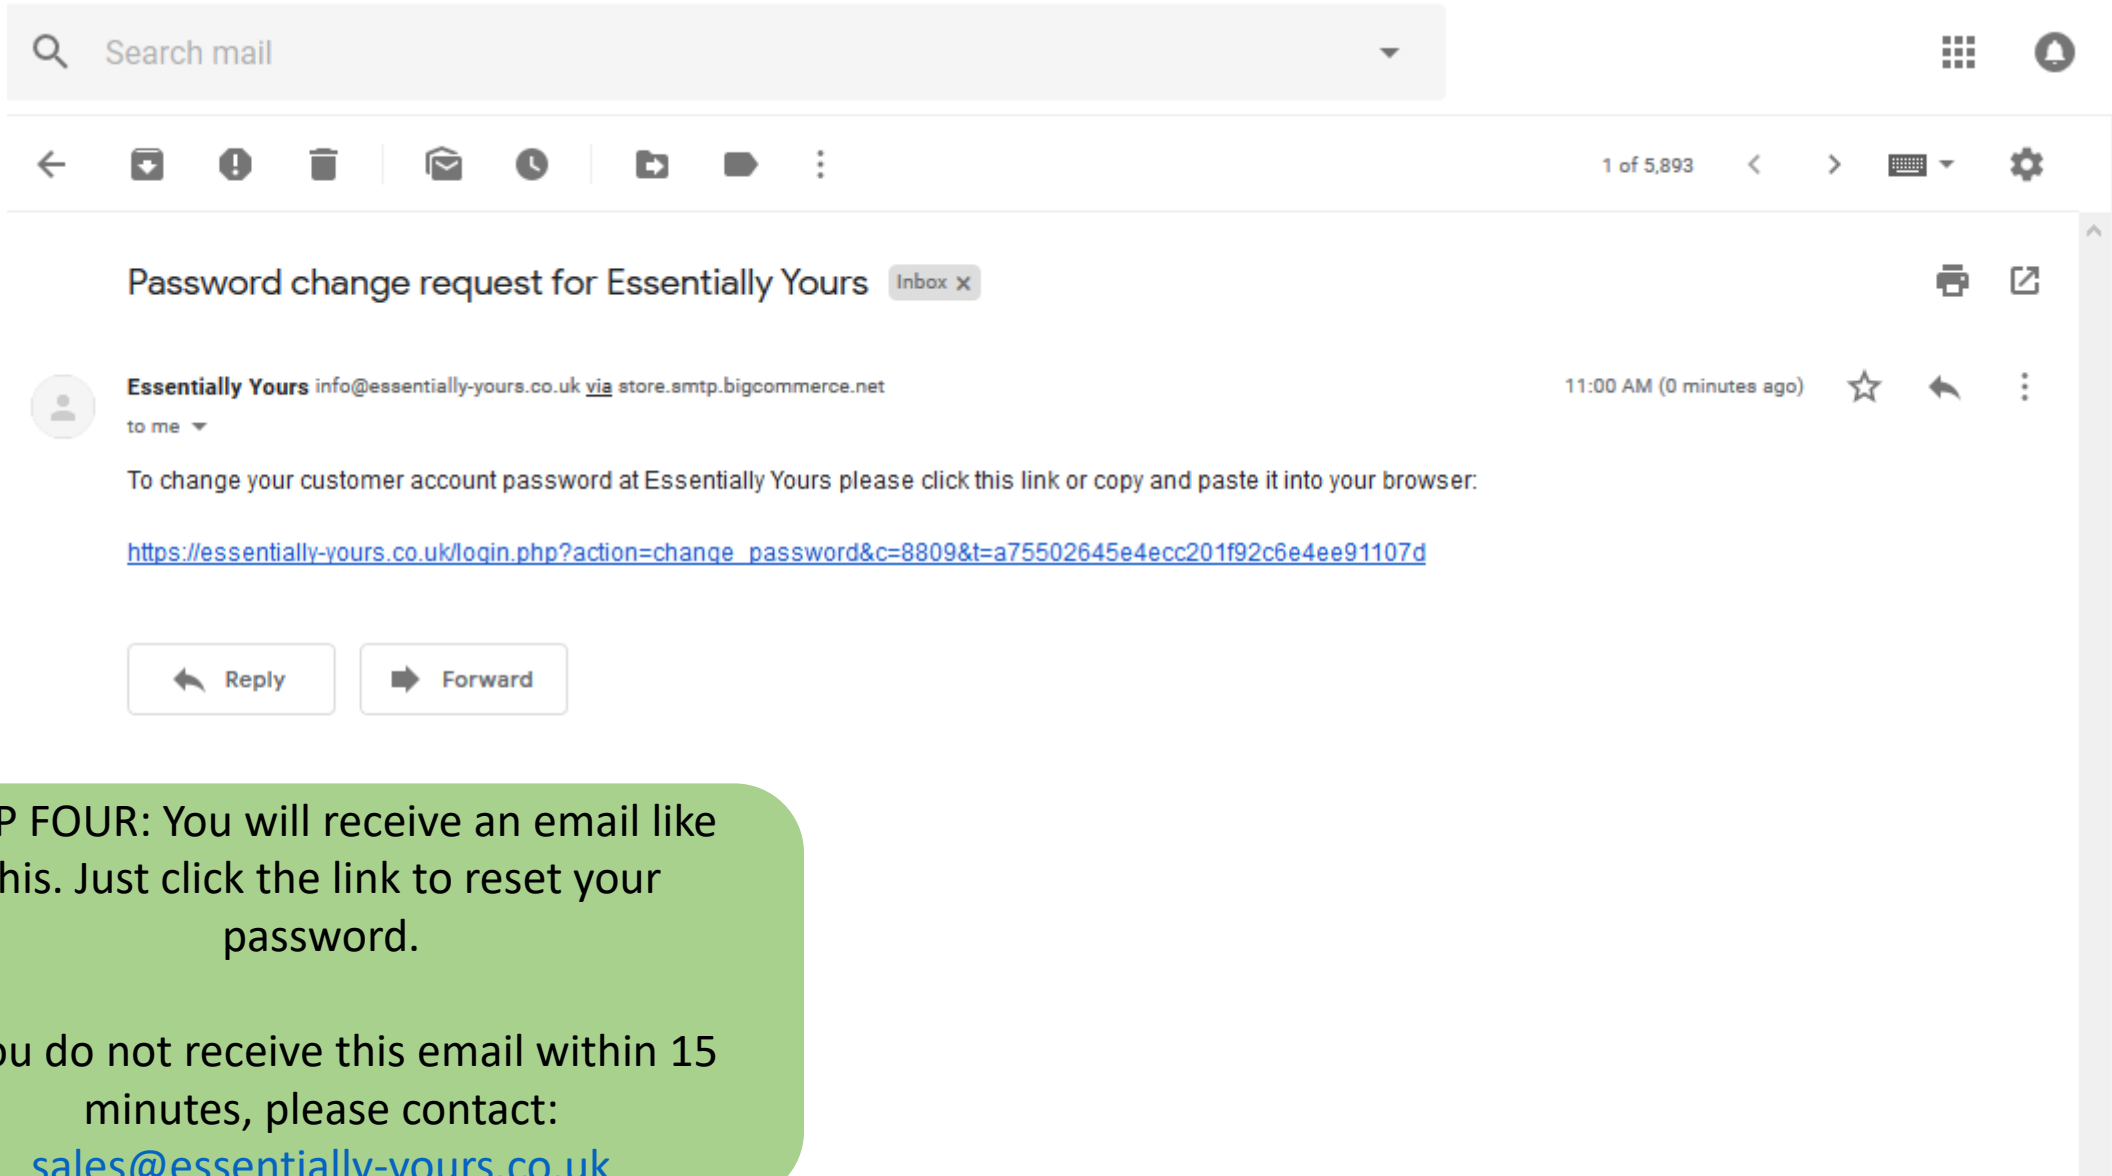 Search mail
1 of 5,893
Password change request for Essentially Yours Inbox x
Essentially Yours info@essentially-yours.co.uk via store.smtp.bigcommerce.net 11:00 AM (0 minutes ago)
to me
To change your customer account password at Essentially Yours please click this link or copy and paste it into your browser:
https://essentially-yours.co.uk/login.php?action=change_password&c=8809&t=a75502645e4ecc201f92c6e4ee91107d
Reply Forward
P FOUR: You will receive an email like
his. Just click the link to reset your
password.
ou do not receive this email within 15
minutes, please contact:
sales@essentially-yours.co.uk